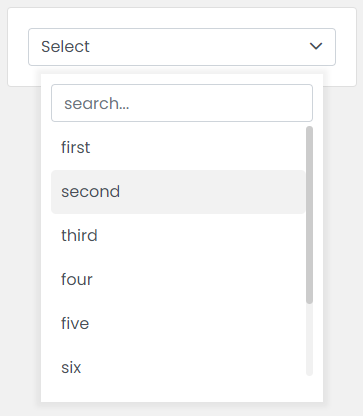 Select
search...
first
second
third
four
five
six